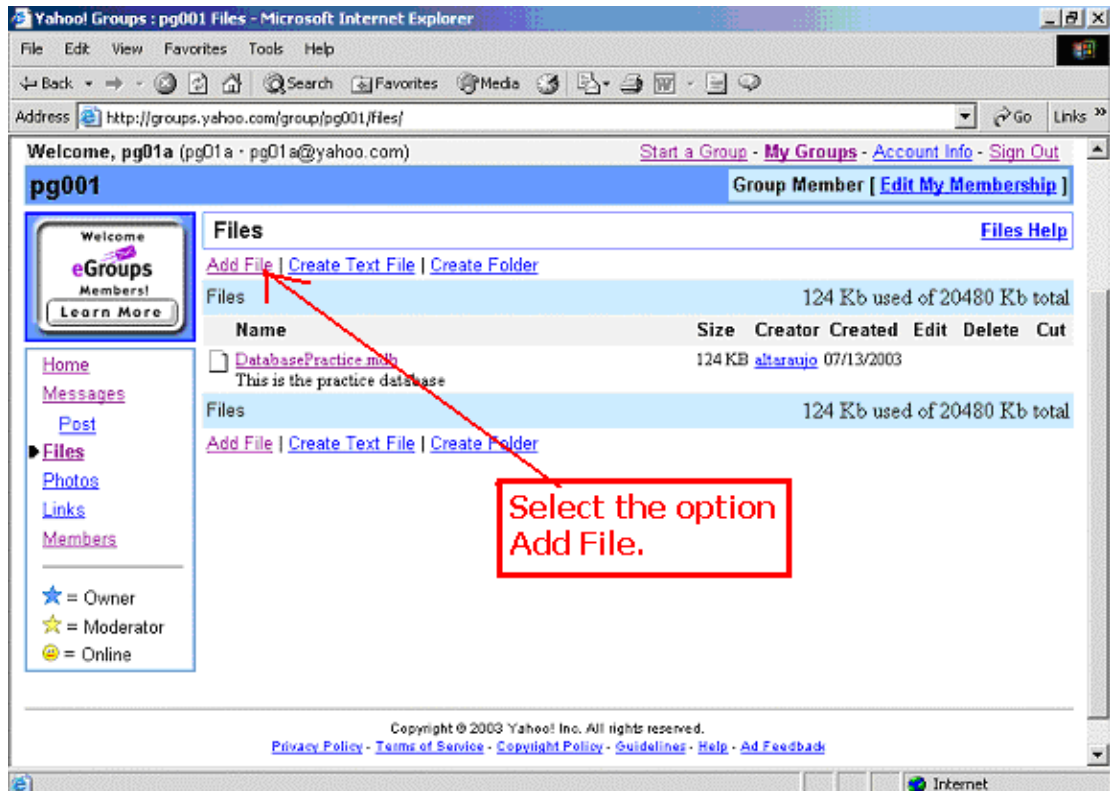 Yahoo! Groups : pg001 Files - Microsoft Internet Explorer
File Edit View Favorites Tools Help
Back Search Favorites Media
Address http://groups.yahoo.com/group/pg001/files/ Go Links »
Welcome, pg01a (pg01a · pg01a@yahoo.com) Start a Group - My Groups - Account Info - Sign Out
pg001 Group Member [ Edit My Membership ]
Welcome
eGroups
Members!
Learn More
Home
Messages
Post
Files
Photos
Links
Members
= Owner
= Moderator
= Online
Files Files Help
Add File | Create Text File | Create Folder
Files 124 Kb used of 20480 Kb total
Name Size Creator Created Edit Delete Cut
DatabasePractice.mdb 124 KB altaraujo 07/13/2003
This is the practice database
Files 124 Kb used of 20480 Kb total
Add File | Create Text File | Create Folder
Select the option
Add File.
Copyright © 2003 Yahoo! Inc. All rights reserved.
Privacy Policy - Terms of Service - Copyright Policy - Guidelines - Help - Ad Feedback
Internet